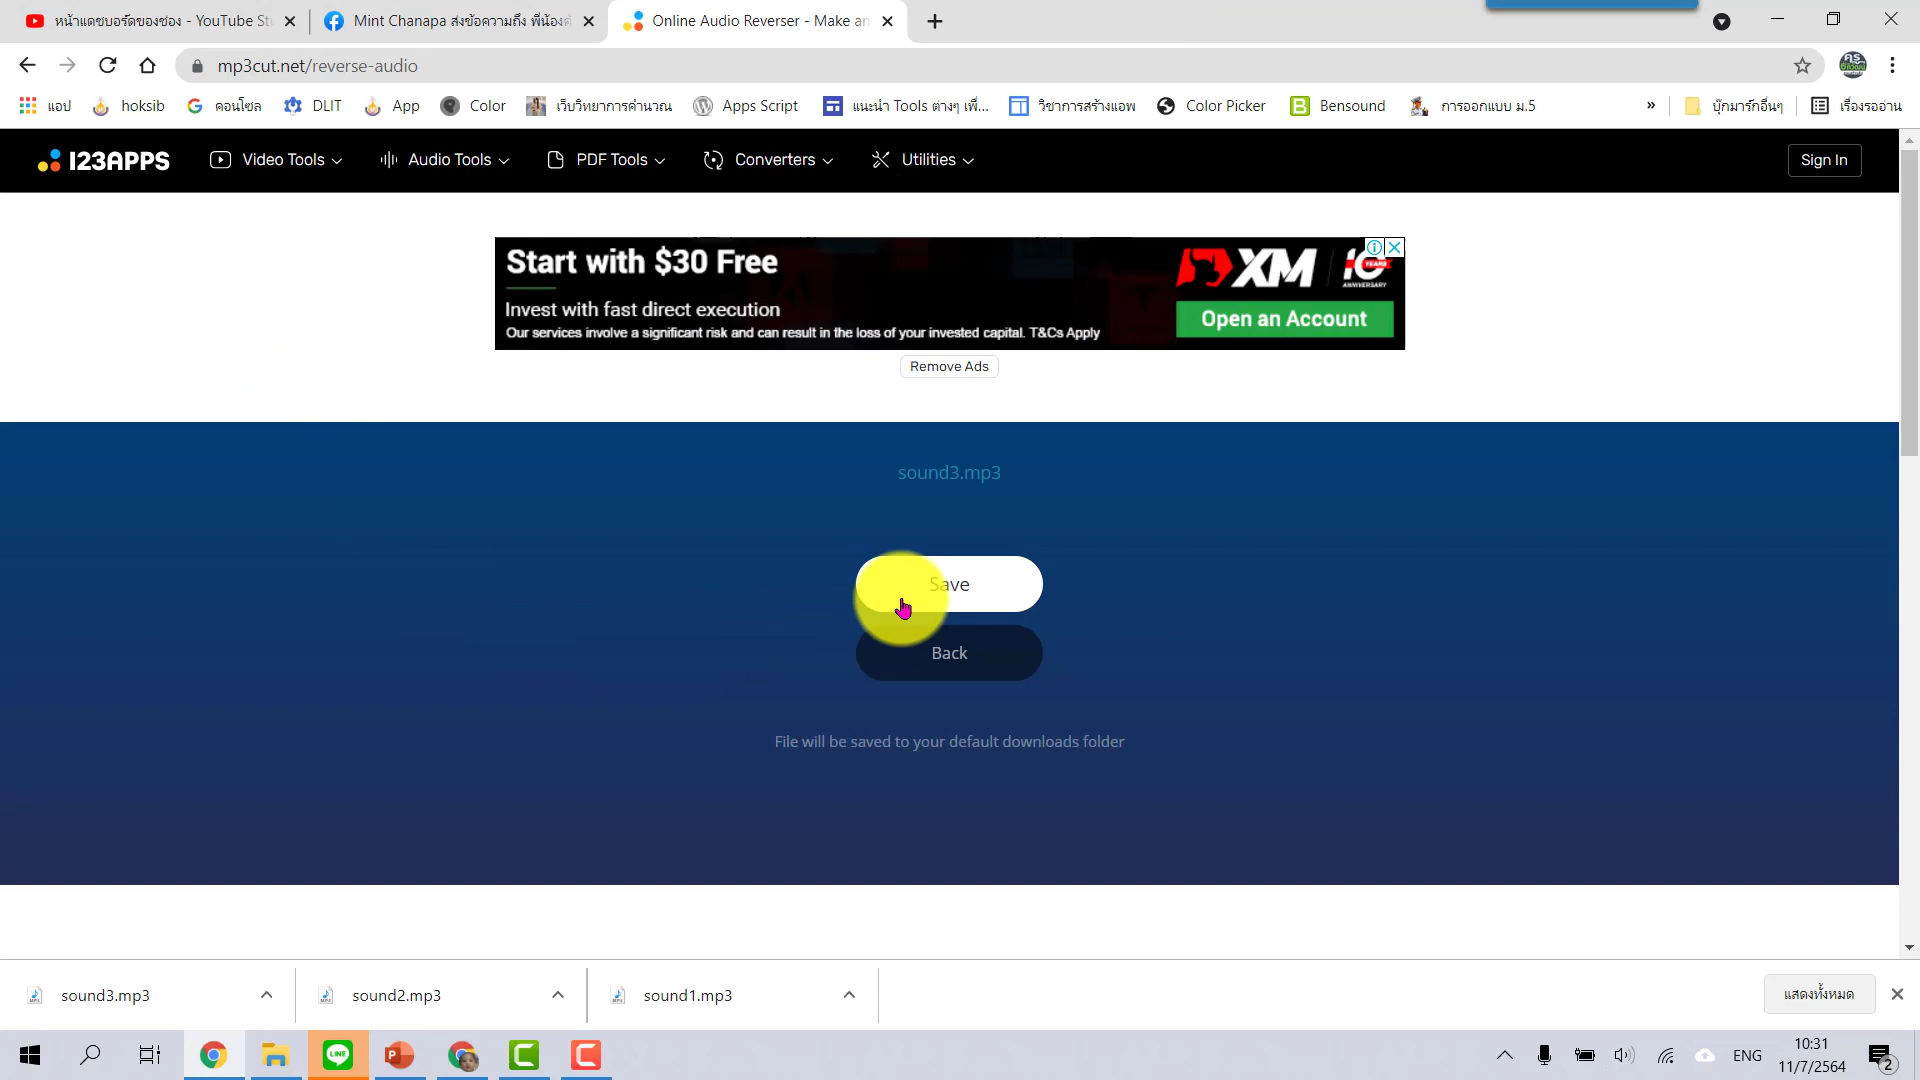 หน้าแดชบอร์ดของช่อง - YouTube St
Mint Chanapa ส่งข้อความถึง พี่น้องค
Online Audio Reverser - Make an
mp3cut.net/reverse-audio
แอป
hoksib
คอนโซล
DLIT
App
Color
เว็บวิทยาการคำนวณ
Apps Script
แนะนำ Tools ต่างๆ เพื่...
วิชาการสร้างแอพ
Color Picker
Bensound
การออกแบบ ม.5
»
บุ๊กมาร์กอื่นๆ
เรื่องรออ่าน
123APPS
Video Tools
Audio Tools
PDF Tools
Converters
Utilities
Sign In
Start with $30 Free
Invest with fast direct execution
Our services involve a significant risk and can result in the loss of your invested capital. T&Cs Apply
XM
10
YEARS
ANNIVERSARY
Open an Account
Remove Ads
sound3.mp3
Save
Back
File will be saved to your default downloads folder
sound3.mp3
sound2.mp3
sound1.mp3
แสดงทั้งหมด
LINE
ENG
10:31
11/7/2564
2